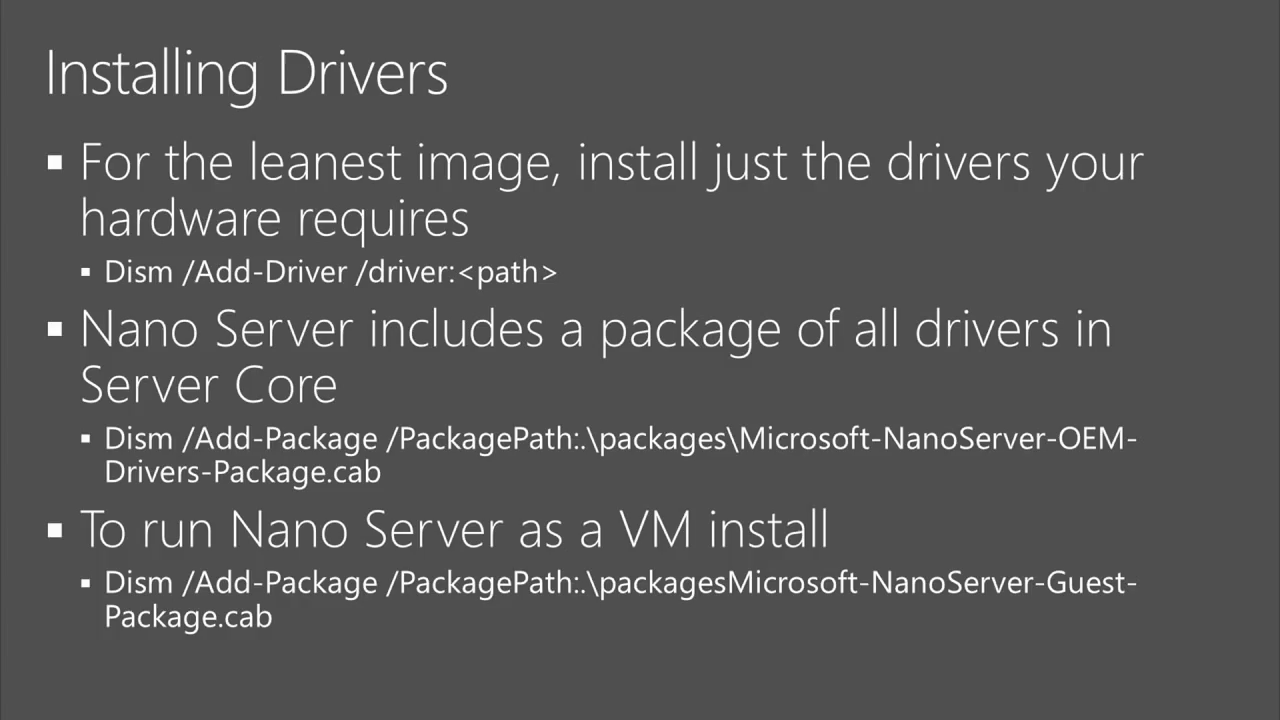 Installing Drivers
▪ For the leanest image, install just the drivers your
hardware requires
▪ Dism /Add-Driver /driver:<path>
▪ Nano Server includes a package of all drivers in
Server Core
▪ Dism /Add-Package /PackagePath:.\packages\Microsoft-NanoServer-OEM-
Drivers-Package.cab
▪ To run Nano Server as a VM install
▪ Dism /Add-Package /PackagePath:.\packagesMicrosoft-NanoServer-Guest-
Package.cab